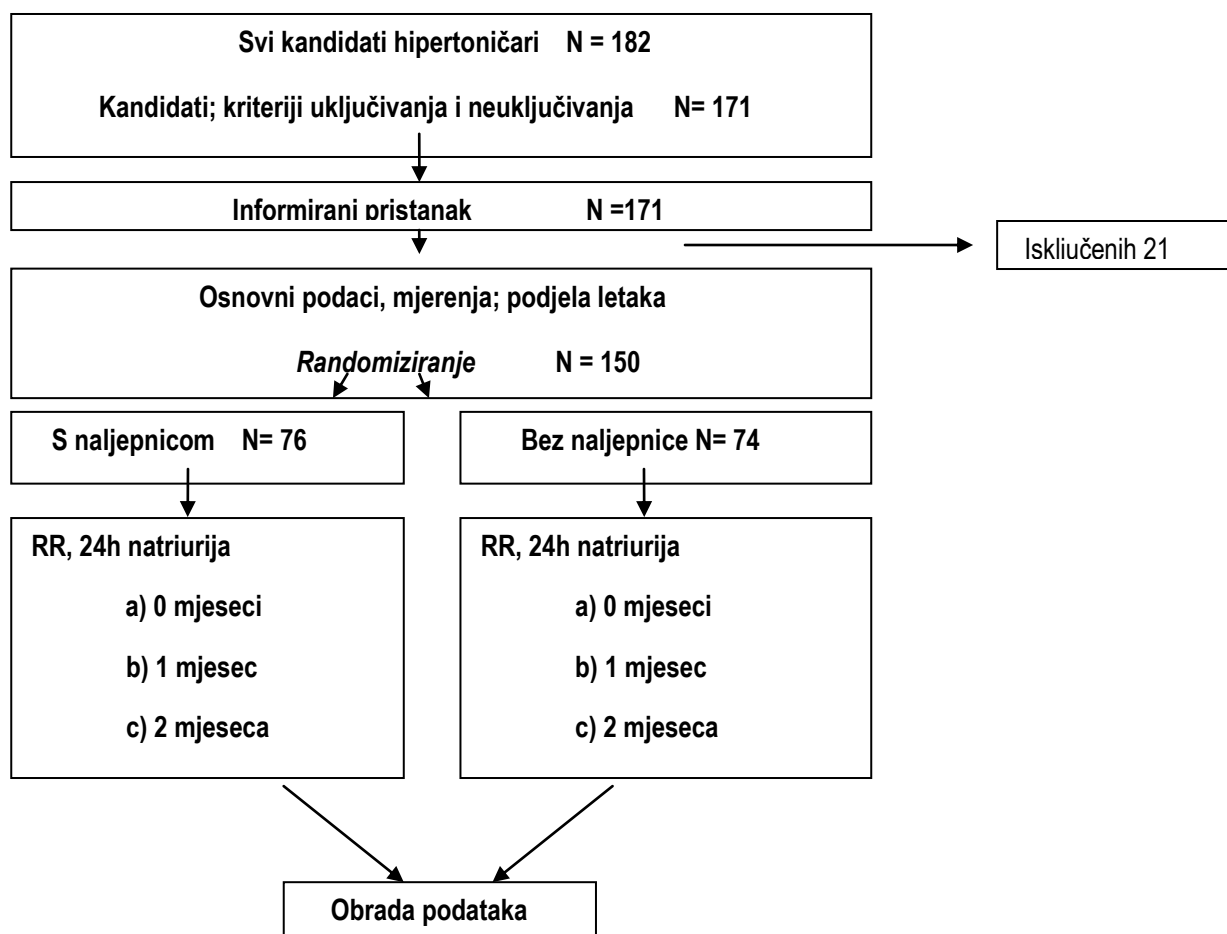 Svi kandidati hipertoničari N = 182
Kandidati; kriteriji uključivanja i neuključivanja N= 171
Informirani pristanak N =171
Isključenih 21
Osnovni podaci, mjerenja; podjela letaka
Randomiziranje N = 150
S naljepnicom N= 76
Bez naljepnice N= 74
RR, 24h natriurija
a) 0 mjeseci
b) 1 mjesec
c) 2 mjeseca
RR, 24h natriurija
a) 0 mjeseci
b) 1 mjesec
c) 2 mjeseca
Obrada podataka